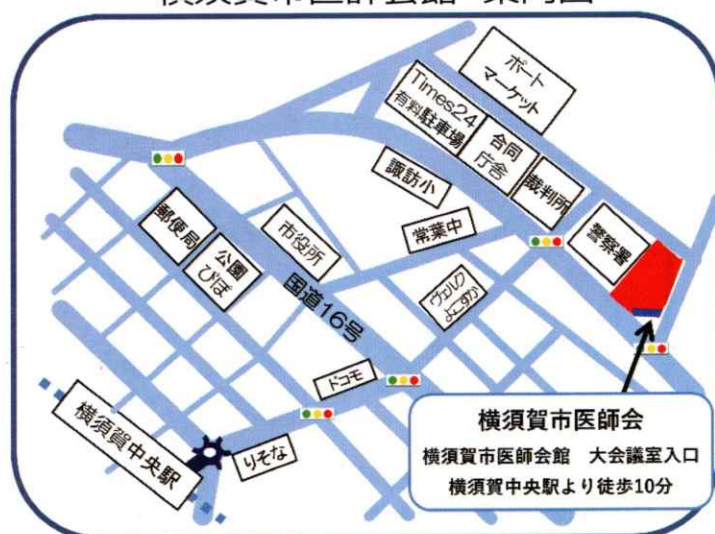 横須賀市医師会館 案内図
ポート
マーケット
Times24
有料駐車場
合同
庁舎
裁判所
諏訪小
常葉中
警察署
郵便局
公園
ぴぽ
市役所
国道16号
ヴェルク
よこすか
ドコモ
りそな
横須賀中央駅
横須賀市医師会
横須賀市医師会館 大会議室入口
横須賀中央駅より徒歩10分